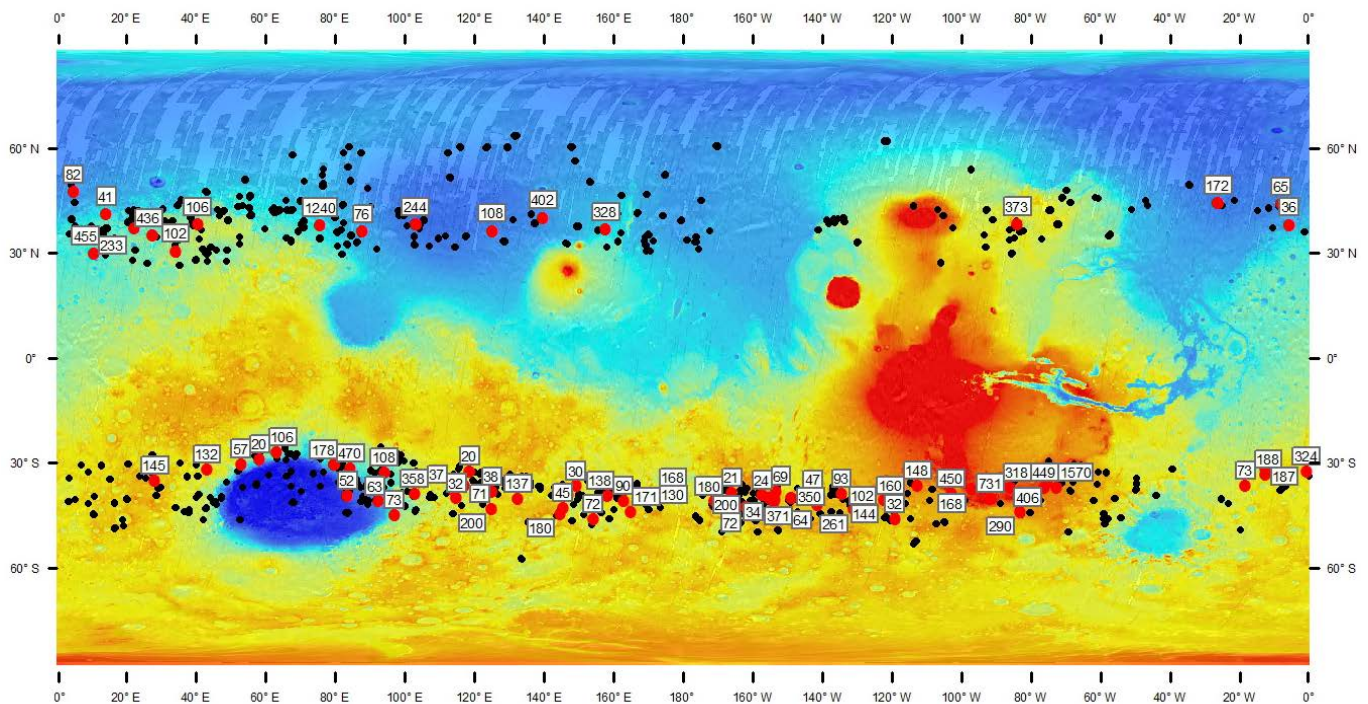 0° 20° E 40° E 60° E 80° E 100° E 120° E 140° E 160° E 180° E 160° W 140° W 120° W 100° W 80° W 60° W 40° W 20° W 0°
60° N 60° N
82 172 65
41 106 1240 244 402 328 373 36
436 76 108
455 233 102
30° N 30° N
0° 0°
30° S 30° S
132 57 20 106 178 470 108 20 30 168 21 69 47 93 148 318 449 1570 73 188 324
145 52 63 73 358 37 32 38 71 137 45 138 90 171 130 180 24 350 102 160 450 731 187
200 180 72 200 34 72 371 64 261 144 32 168 406 290
60° S 60° S
0° 20° E 40° E 60° E 80° E 100° E 120° E 140° E 160° E 180° E 160° W 140° W 120° W 100° W 80° W 60° W 40° W 20° W 0°